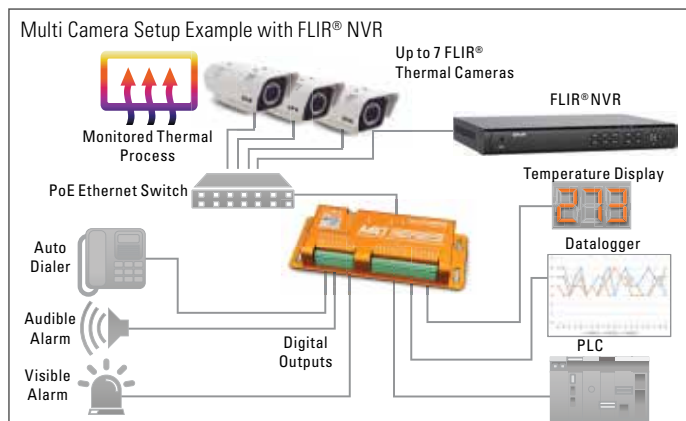 Multi Camera Setup Example with FLIR® NVR
Up to 7 FLIR®
Thermal Cameras
FLIR® NVR
Monitored Thermal
Process
PoE Ethernet Switch
Temperature Display
273
Auto
Dialer
Datalogger
Audible
Alarm
Digital
Outputs
PLC
Visible
Alarm